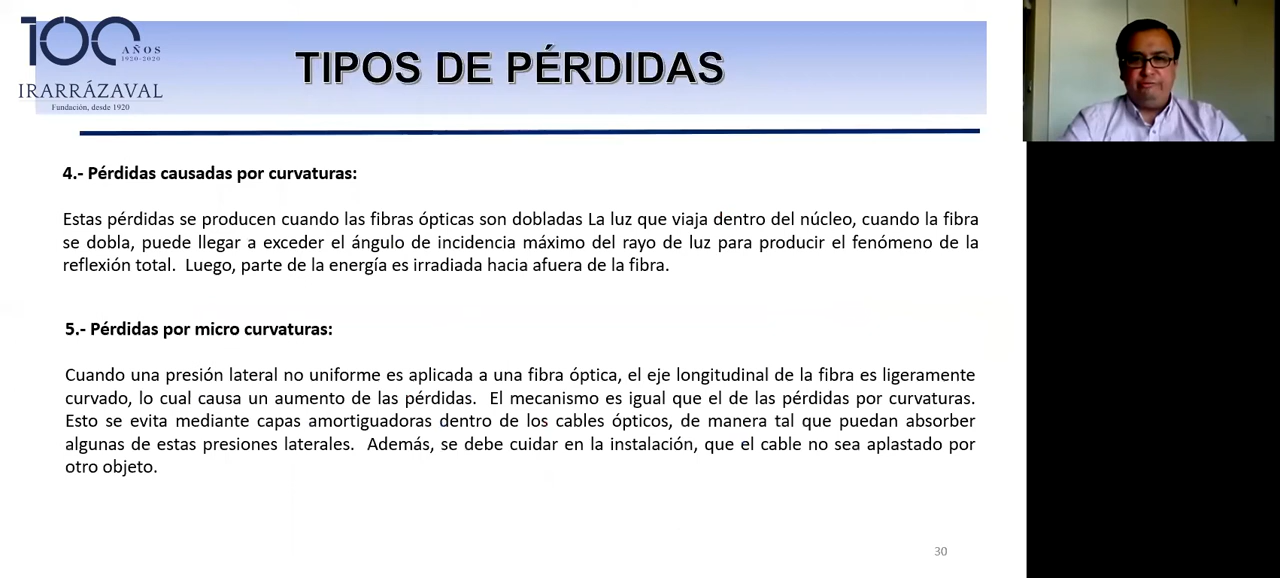 100
AÑOS
1920-2020
IRARRÁZAVAL
Fundación, desde 1920
TIPOS DE PÉRDIDAS
4.- Pérdidas causadas por curvaturas:
Estas pérdidas se producen cuando las fibras ópticas son dobladas La luz que viaja dentro del núcleo, cuando la fibra
se dobla, puede llegar a exceder el ángulo de incidencia máximo del rayo de luz para producir el fenómeno de la
reflexión total. Luego, parte de la energía es irradiada hacia afuera de la fibra.
5.- Pérdidas por micro curvaturas:
Cuando una presión lateral no uniforme es aplicada a una fibra óptica, el eje longitudinal de la fibra es ligeramente
curvado, lo cual causa un aumento de las pérdidas. El mecanismo es igual que el de las pérdidas por curvaturas.
Esto se evita mediante capas amortiguadoras dentro de los cables ópticos, de manera tal que puedan absorber
algunas de estas presiones laterales. Además, se debe cuidar en la instalación, que el cable no sea aplastado por
otro objeto.
30